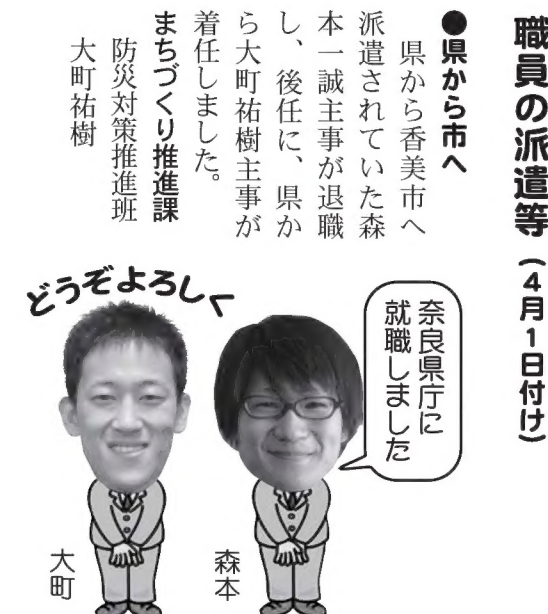 職員の派遣等（4月1日付け）
●県から市へ
県から香美市へ
派遣されていた森
本一誠主事が退職
し、後任に、県か
ら大町祐樹主事が
着任しました。
まちづくり推進課
防災対策推進班
大町祐樹
奈良県庁に
就職しました
どうぞよろしく
森本
大町